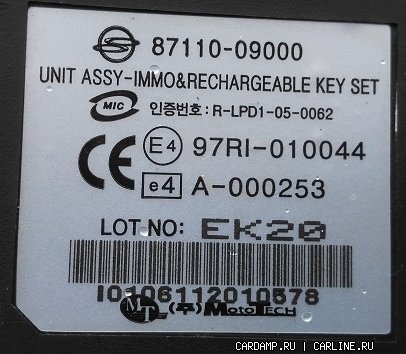 87110-09000
UNIT ASSY-IMMO&RECHARGEABLE KEY SET
MIC 인증번호: R-LPD1-05-0062
CE E4 97RI-010044
e4 A-000253
LOT NO: EK20
I0106112010578
MT (주)MOTOTECH
CARDAMP.RU | CARLINE.RU